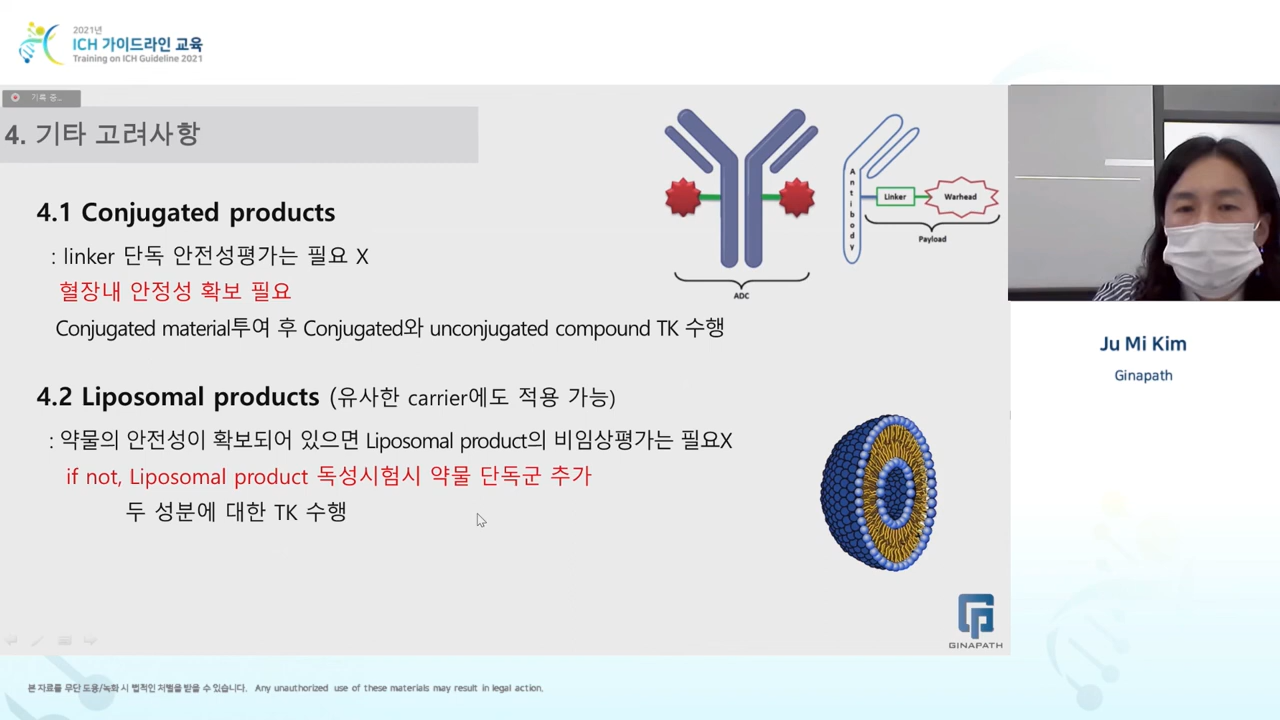 2021년
ICH 가이드라인 교육
Training on ICH Guideline 2021
기록 중...
4. 기타 고려사항
4.1 Conjugated products
: linker 단독 안전성평가는 필요 X
혈장내 안정성 확보 필요
Conjugated material투여 후 Conjugated와 unconjugated compound TK 수행
4.2 Liposomal products (유사한 carrier에도 적용 가능)
: 약물의 안전성이 확보되어 있으면 Liposomal product의 비임상평가는 필요X
if not, Liposomal product 독성시험시 약물 단독군 추가
두 성분에 대한 TK 수행
ADC
Antibody
Linker
Warhead
Payload
GINAPATH
Ju Mi Kim
Ginapath
본 자료를 무단 도용/녹화 시 법적인 처벌을 받을 수 있습니다. Any unauthorized use of these materials may result in legal action.